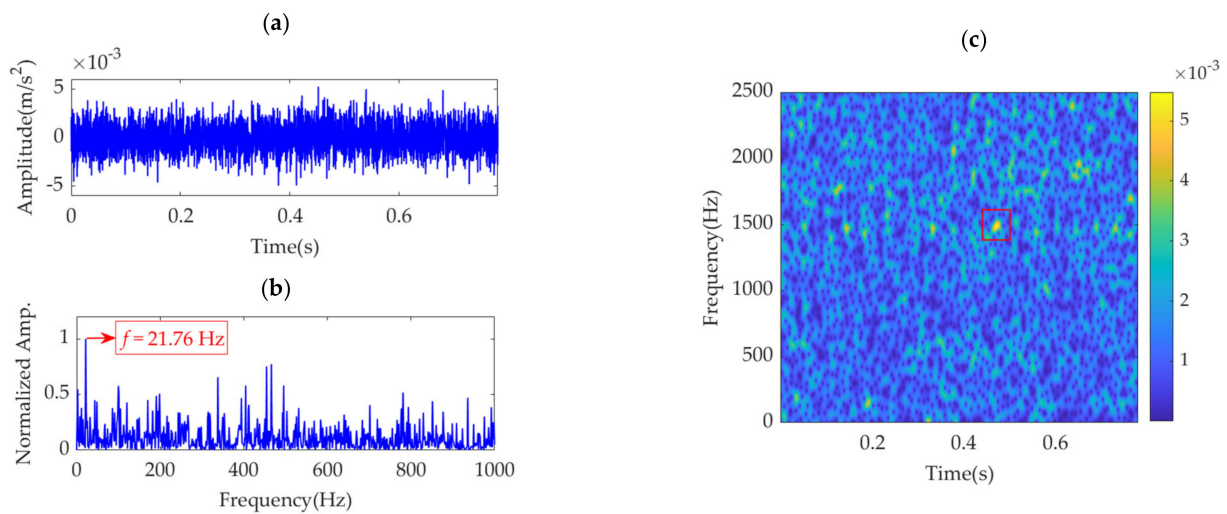 (a)
×10⁻³
Amplitude(m/s²)
5
0
−5
0 0.2 0.4 0.6
Time(s)
(b)
Normalized Amp.
1
0.5
0
f = 21.76 Hz
0 200 400 600 800 1000
Frequency(Hz)
(c)
×10⁻³
Frequency(Hz)
2500
2000
1500
1000
500
0
0.2 0.4 0.6
Time(s)
5
4
3
2
1